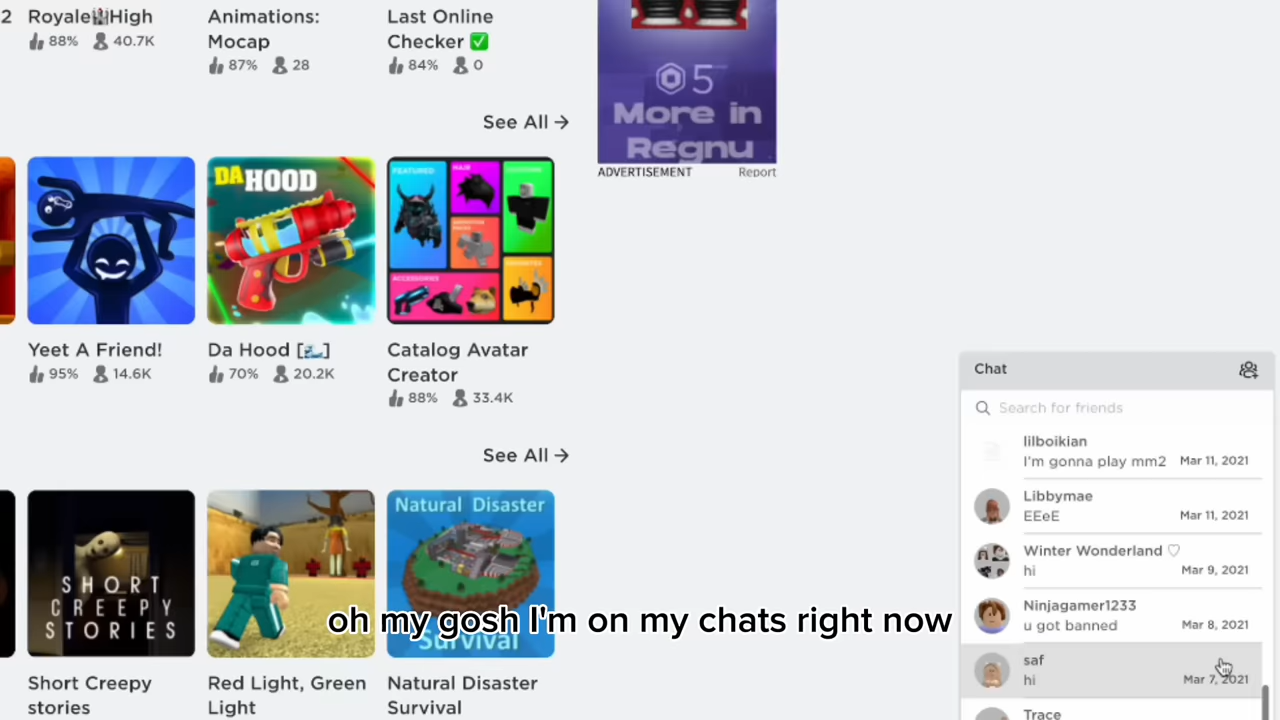 2
Royale🏰High
88% 40.7K
Animations:
Mocap
87% 28
Last Online
Checker ✅
84% 0
5
More in
Regnu
ADVERTISEMENT Report
See All →
FEATURED
HAIR
ACCESSORIES
DA HOOD
Yeet A Friend!
95% 14.6K
Da Hood [🌊]
70% 20.2K
Catalog Avatar
Creator
88% 33.4K
See All →
SHORT
CREEPY
STORIES
Natural Disaster
Survival
Short Creepy
stories
Red Light, Green
Light
Natural Disaster
Survival
oh my gosh I'm on my chats right now
Chat
Search for friends
lilboikian
I'm gonna play mm2 Mar 11, 2021
Libbymae
EEeE Mar 11, 2021
Winter Wonderland ♡
hi Mar 9, 2021
Ninjagamer1233
u got banned Mar 8, 2021
saf
hi Mar 7, 2021
Trace